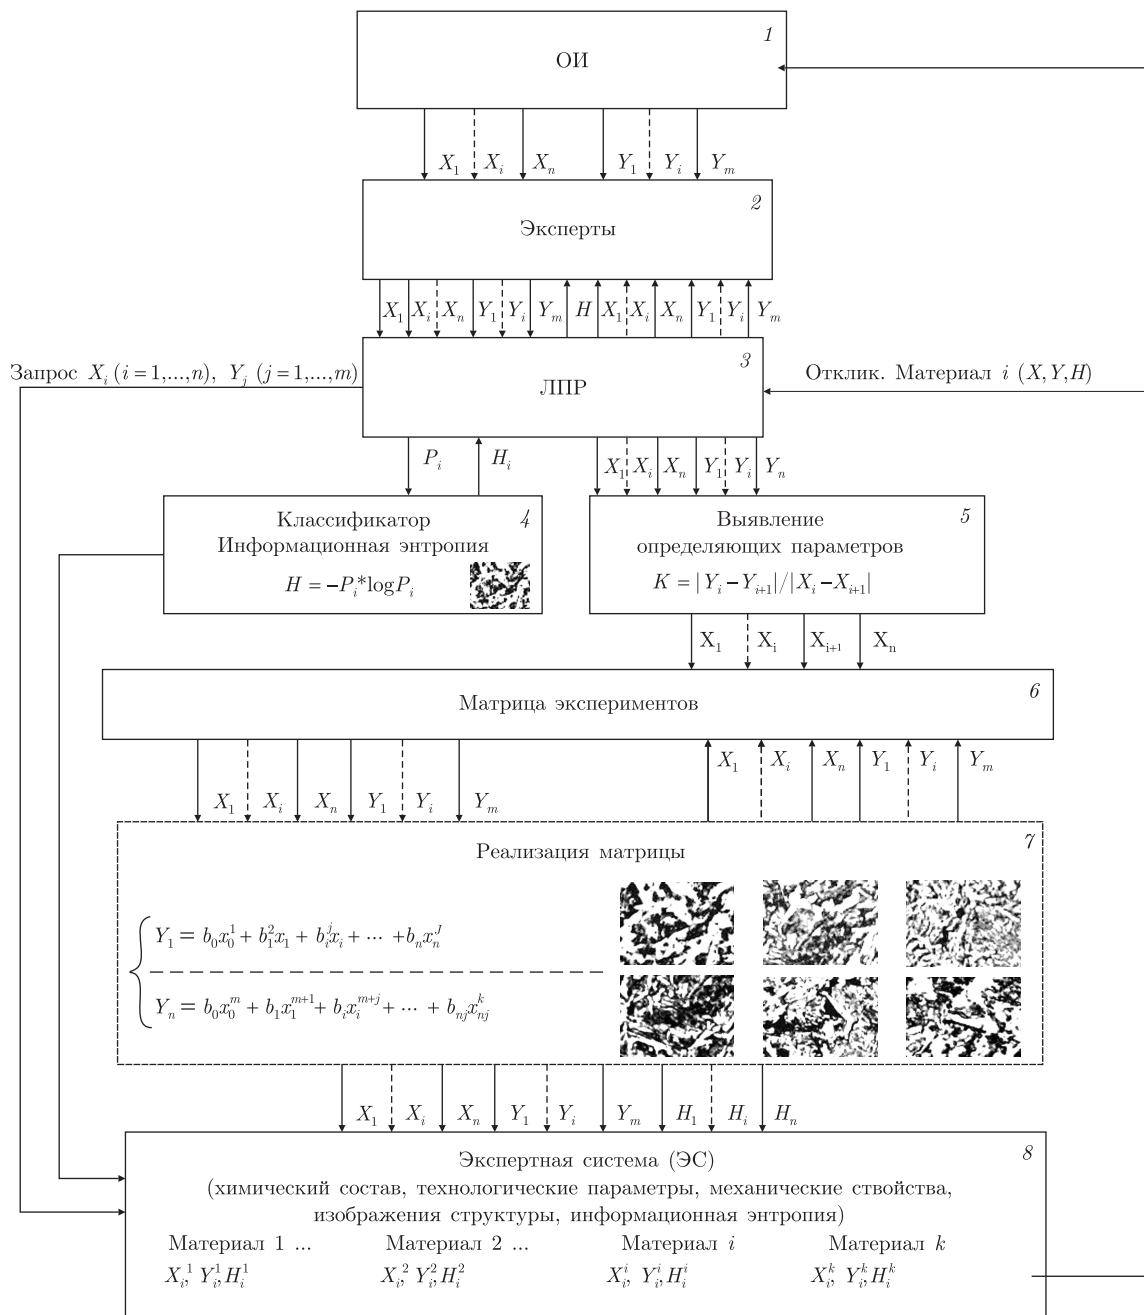 1
ОИ
X₁ Xᵢ Xₙ Y₁ Yᵢ Yₘ
2
Эксперты
X₁ Xᵢ Xₙ Y₁ Yᵢ Yₘ H X₁ Xᵢ Xₙ Y₁ Yᵢ Yₘ
3
Запрос Xᵢ (i = 1,...,n), Yⱼ (j = 1,...,m)
ЛПР
Отклик. Материал i (X, Y, H)
Pᵢ Hᵢ
X₁ Xᵢ Xₙ Y₁ Yᵢ Yₙ
4
Классификатор
Информационная энтропия
H = –Pᵢ*logPᵢ
5
Выявление
определяющих параметров
K = |Yᵢ – Yᵢ₊₁|/|Xᵢ – Xᵢ₊₁|
X₁ Xᵢ Xᵢ₊₁ Xₙ
6
Матрица экспериментов
X₁ Xᵢ Xₙ Y₁ Yᵢ Yₘ
X₁ Xᵢ Xₙ Y₁ Yᵢ Yₘ
7
Реализация матрицы
Y₁ = b₀x₀^1 + b₁^2x₁ + bᵢ^jxᵢ + ... + bₙxₙ^J
Yₙ = b₀x₀^m + b₁x₁^{m+1} + bᵢxᵢ^{m+j} + ... + b_{nj}x_{nj}^k
X₁ Xᵢ Xₙ Y₁ Yᵢ Yₘ H₁ Hᵢ Hₙ
8
Экспертная система (ЭС)
(химический состав, технологические параметры, механические ствойства,
изображения структуры, информационная энтропия)
Материал 1 ... Материал 2 ... Материал i Материал k
Xᵢ,^1 Yᵢ,^1 Hᵢ^1 Xᵢ,^2 Yᵢ,^2 Hᵢ^2 Xᵢ,^i Yᵢ,^i Hᵢ^i Xᵢ,^k Yᵢ,^k Hᵢ^k